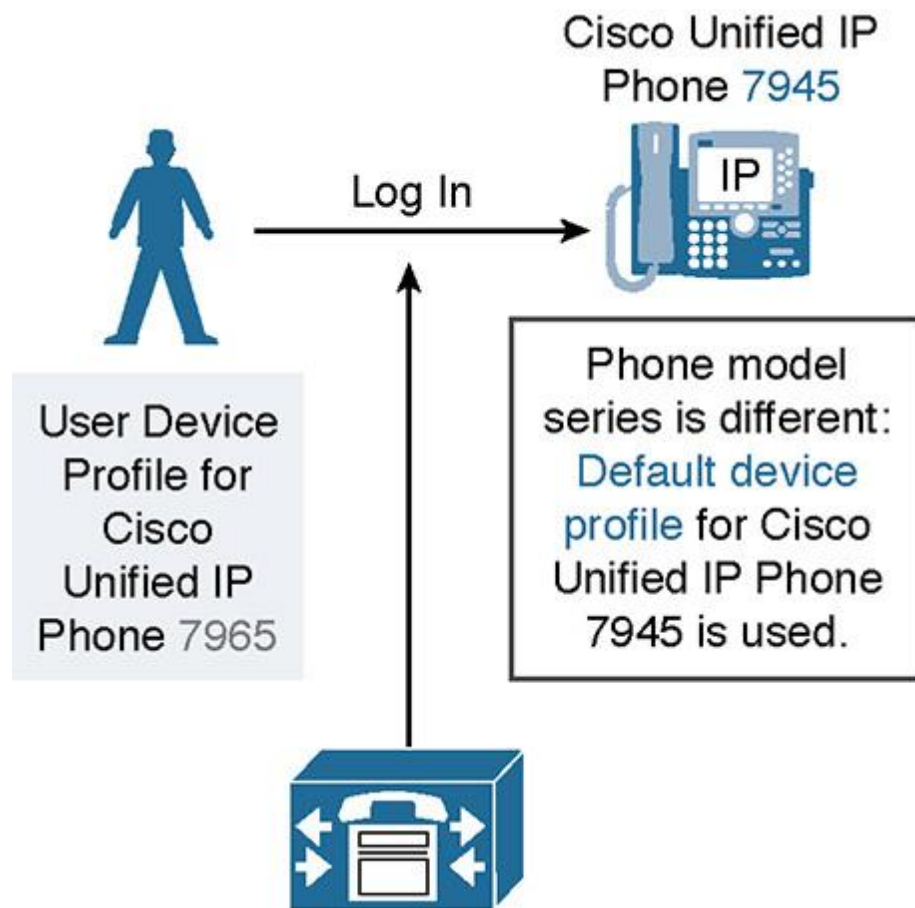 Cisco Unified IP
Phone 7945
IP
Log In
User Device
Profile for
Cisco
Unified IP
Phone 7965
Phone model
series is different:
Default device
profile for Cisco
Unified IP Phone
7945 is used.